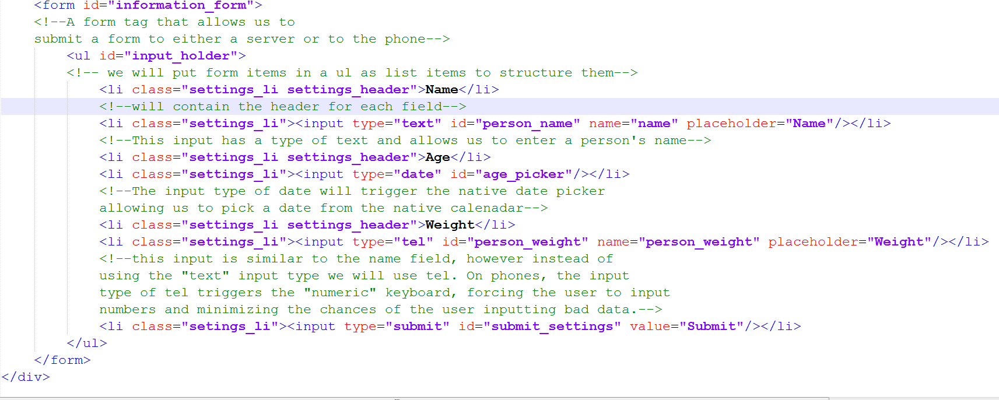 <form id="information_form">
<!--A form tag that allows us to
submit a form to either a server or to the phone-->
<ul id="input_holder">
<!-- we will put form items in a ul as list items to structure them-->
<li class="settings_li settings_header">Name</li>
<!--will contain the header for each field-->
<li class="settings_li"><input type="text" id="person_name" name="name" placeholder="Name"/></li>
<!--This input has a type of text and allows us to enter a person's name-->
<li class="settings_li settings_header">Age</li>
<li class="settings_li"><input type="date" id="age_picker"/></li>
<!--The input type of date will trigger the native date picker
allowing us to pick a date from the native calenadar-->
<li class="settings_li settings_header">Weight</li>
<li class="settings_li"><input type="tel" id="person_weight" name="person_weight" placeholder="Weight"/></li>
<!--this input is similar to the name field, however instead of
using the "text" input type we will use tel. On phones, the input
type of tel triggers the "numeric" keyboard, forcing the user to input
numbers and minimizing the chances of the user inputting bad data.-->
<li class="setings_li"><input type="submit" id="submit_settings" value="Submit"/></li>
</ul>
</form>
</div>